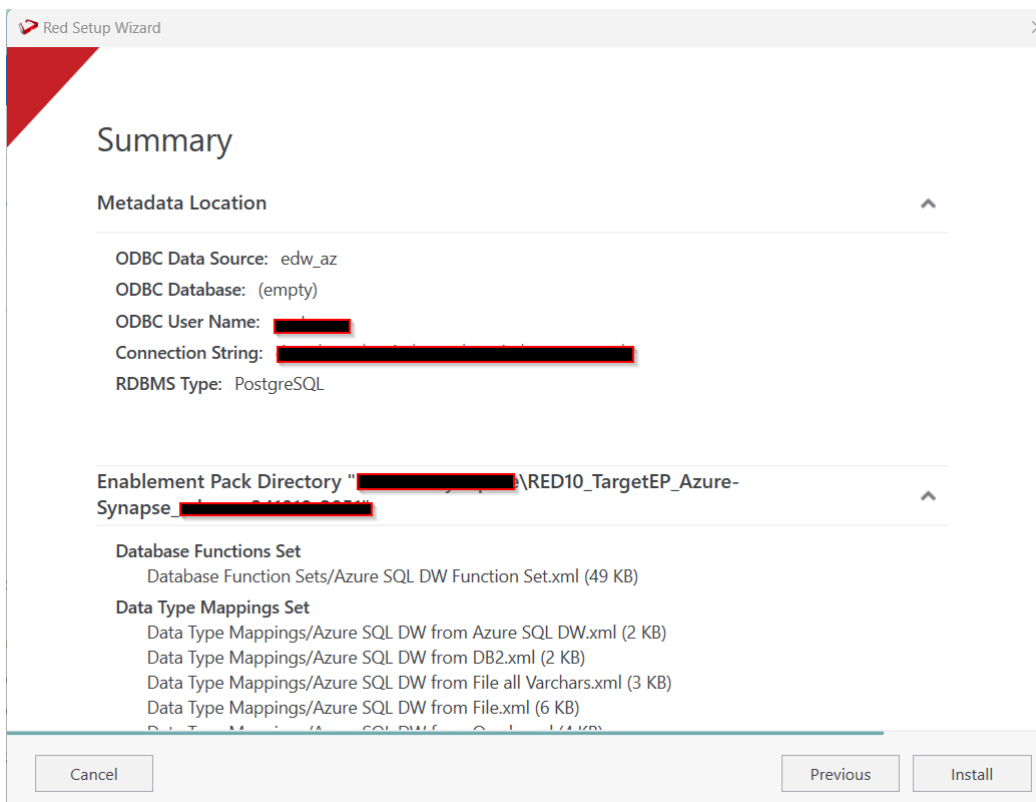 Red Setup Wizard
Summary
Metadata Location
ODBC Data Source: edw_az
ODBC Database: (empty)
ODBC User Name:
Connection String:
RDBMS Type: PostgreSQL
Enablement Pack Directory "\RED10_TargetEP_Azure-
Synapse_
Database Functions Set
Database Function Sets/Azure SQL DW Function Set.xml (49 KB)
Data Type Mappings Set
Data Type Mappings/Azure SQL DW from Azure SQL DW.xml (2 KB)
Data Type Mappings/Azure SQL DW from DB2.xml (2 KB)
Data Type Mappings/Azure SQL DW from File all Varchars.xml (3 KB)
Data Type Mappings/Azure SQL DW from File.xml (6 KB)
Cancel
Previous
Install